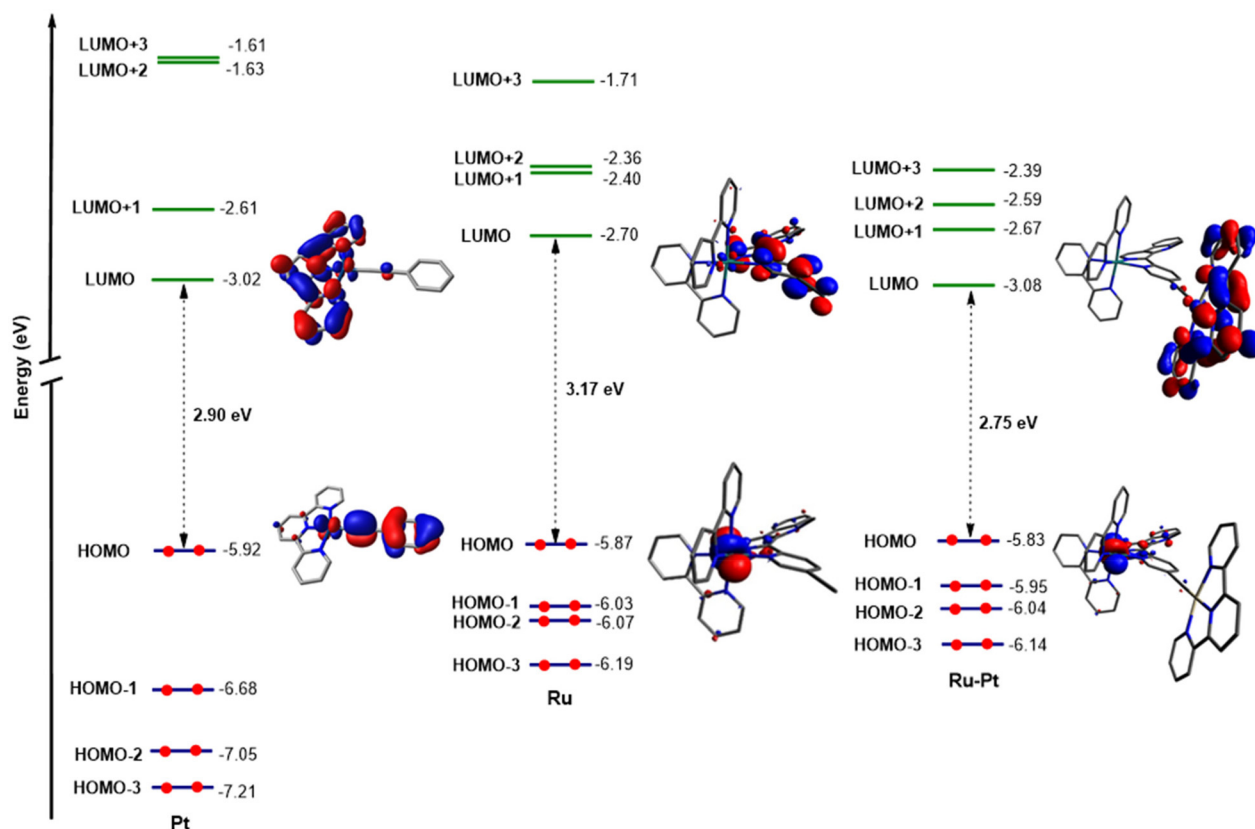 Energy (eV)
LUMO+3 -1.61
LUMO+2 -1.63
LUMO+1 -2.61
LUMO -3.02
2.90 eV
HOMO -5.92
HOMO-1 -6.68
HOMO-2 -7.05
HOMO-3 -7.21
Pt
LUMO+3 -1.71
LUMO+2 -2.36
LUMO+1 -2.40
LUMO -2.70
3.17 eV
HOMO -5.87
HOMO-1 -6.03
HOMO-2 -6.07
HOMO-3 -6.19
Ru
LUMO+3 -2.39
LUMO+2 -2.59
LUMO+1 -2.67
LUMO -3.08
2.75 eV
HOMO -5.83
HOMO-1 -5.95
HOMO-2 -6.04
HOMO-3 -6.14
Ru-Pt